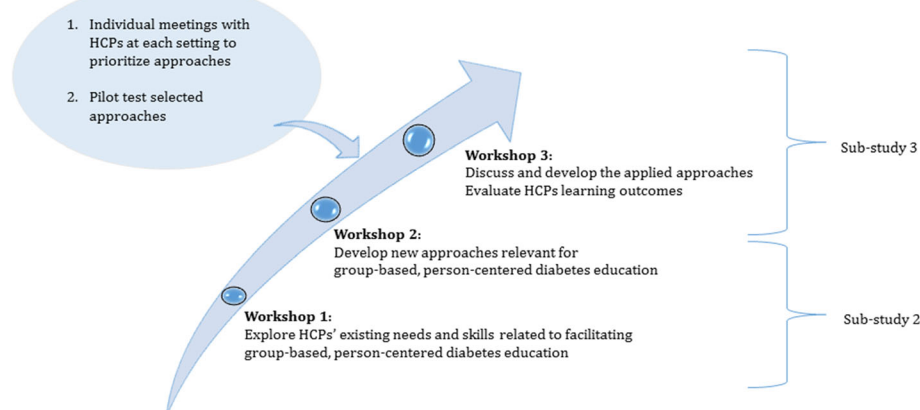 1. Individual meetings with
HCPs at each setting to
prioritize approaches
2. Pilot test selected
approaches
Workshop 3:
Discuss and develop the applied approaches
Evaluate HCPs learning outcomes
Sub-study 3
Workshop 2:
Develop new approaches relevant for
group-based, person-centered diabetes education
Workshop 1:
Explore HCPs’ existing needs and skills related to facilitating
group-based, person-centered diabetes education
Sub-study 2